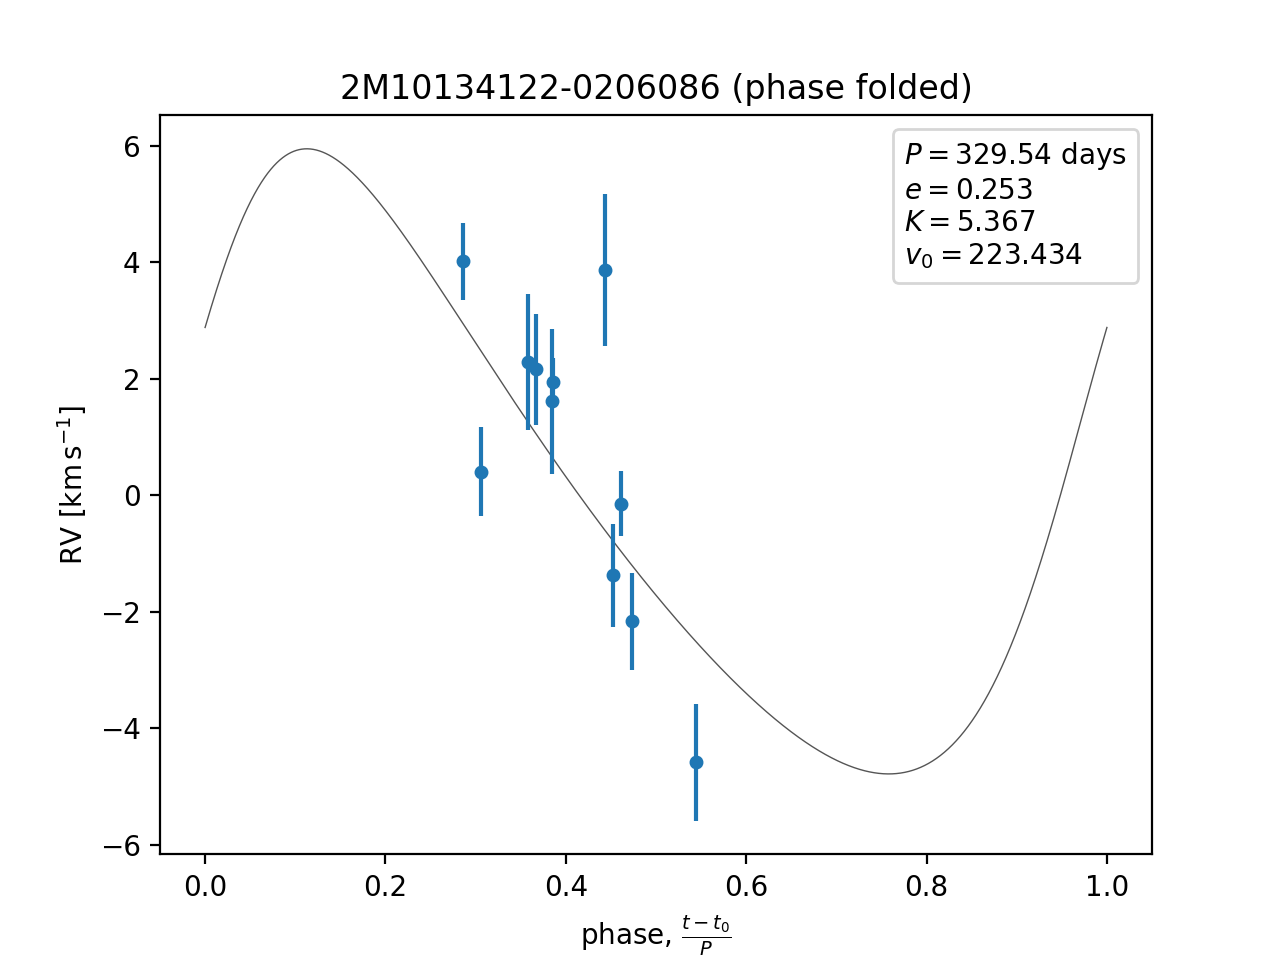 2M10134122-0206086 (phase folded)
P = 329.54 days
e = 0.253
K = 5.367
v₀ = 223.434
6
4
2
0
−2
−4
−6
RV [km s⁻¹]
0.0 0.2 0.4 0.6 0.8 1.0
phase, (t − t₀)/P